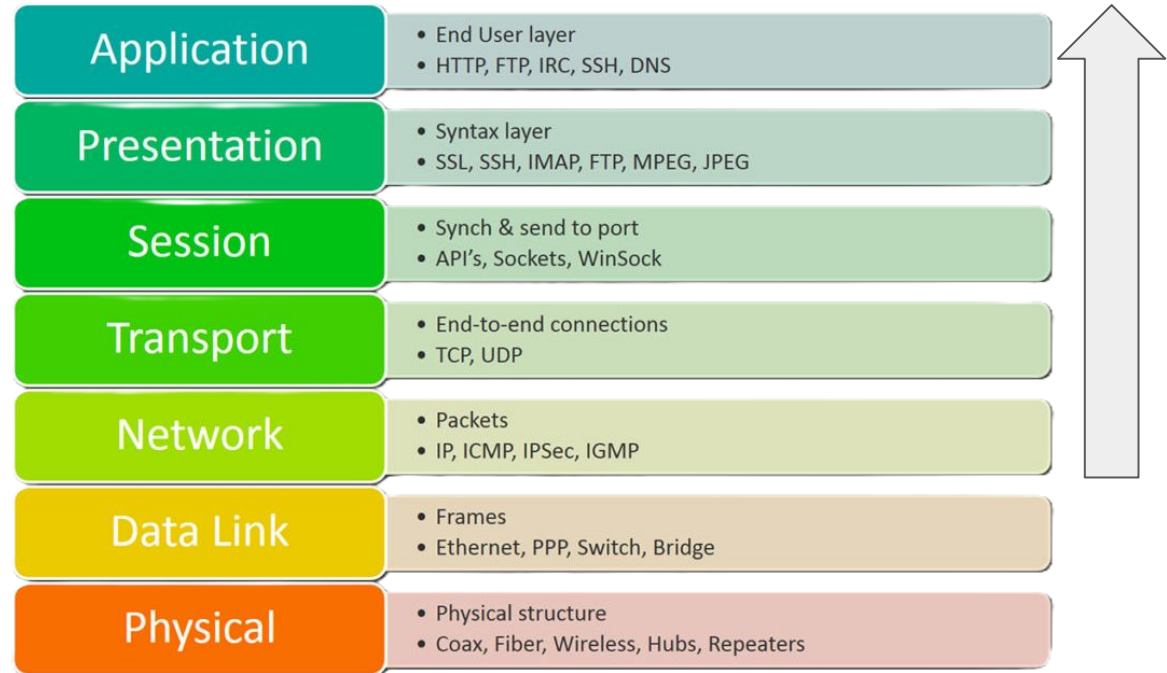 Application
• End User layer
• HTTP, FTP, IRC, SSH, DNS
Presentation
• Syntax layer
• SSL, SSH, IMAP, FTP, MPEG, JPEG
Session
• Synch & send to port
• API's, Sockets, WinSock
Transport
• End-to-end connections
• TCP, UDP
Network
• Packets
• IP, ICMP, IPSec, IGMP
Data Link
• Frames
• Ethernet, PPP, Switch, Bridge
Physical
• Physical structure
• Coax, Fiber, Wireless, Hubs, Repeaters